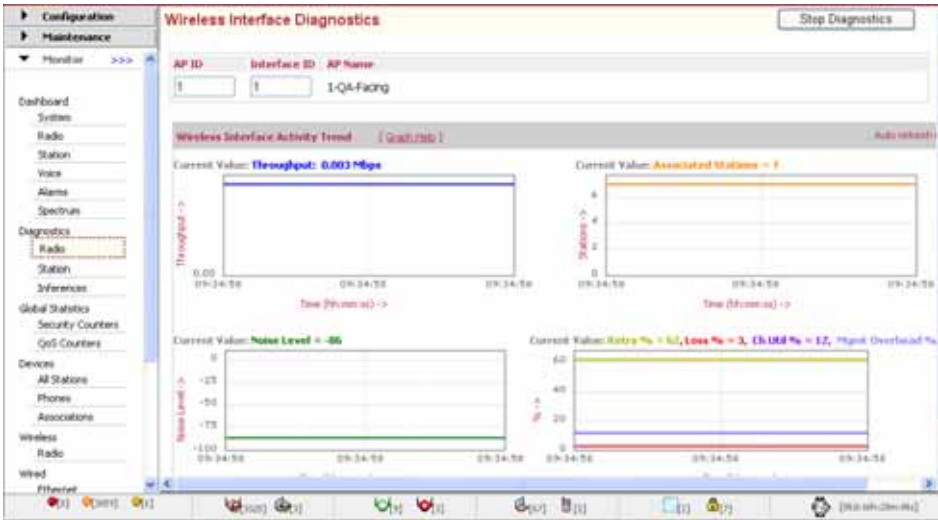 Configuration
Maintenance
Monitor >>>
Dashboard
System
Radio
Station
Voice
Alarms
Spectrum
Diagnostics
Radio
Station
Inferences
Global Statistics
Security Counters
QoS Counters
Devices
All Stations
Phones
Associations
Wireless
Radio
Wired
Ethernet
Wireless Interface Diagnostics
Stop Diagnostics
AP ID Interface ID AP Name
1 1 1-QA-Facing
Wireless Interface Activity Trend [ Graph Help ] Auto refresh
Current Value: Throughput: 0.003 Mbps
Throughput ->
0.00
09:34:58 09:34:58 09:34:58
Time (hh:mm:ss) ->
Current Value: Associated Stations =
Stations ->
6
4
2
0
09:34:58 09:34:58 09:34:58
Time (hh:mm:ss) ->
Current Value: Noise Level = -86
Noise Level ->
0
-25
-50
-75
-100
09:34:58 09:34:58 09:34:58
Current Value: Retry % = 62, Loss % = 3, Ch Util % = 12, Mgmt Overhead %
% ->
60
40
20
0
09:34:58 09:34:58 09:34:58